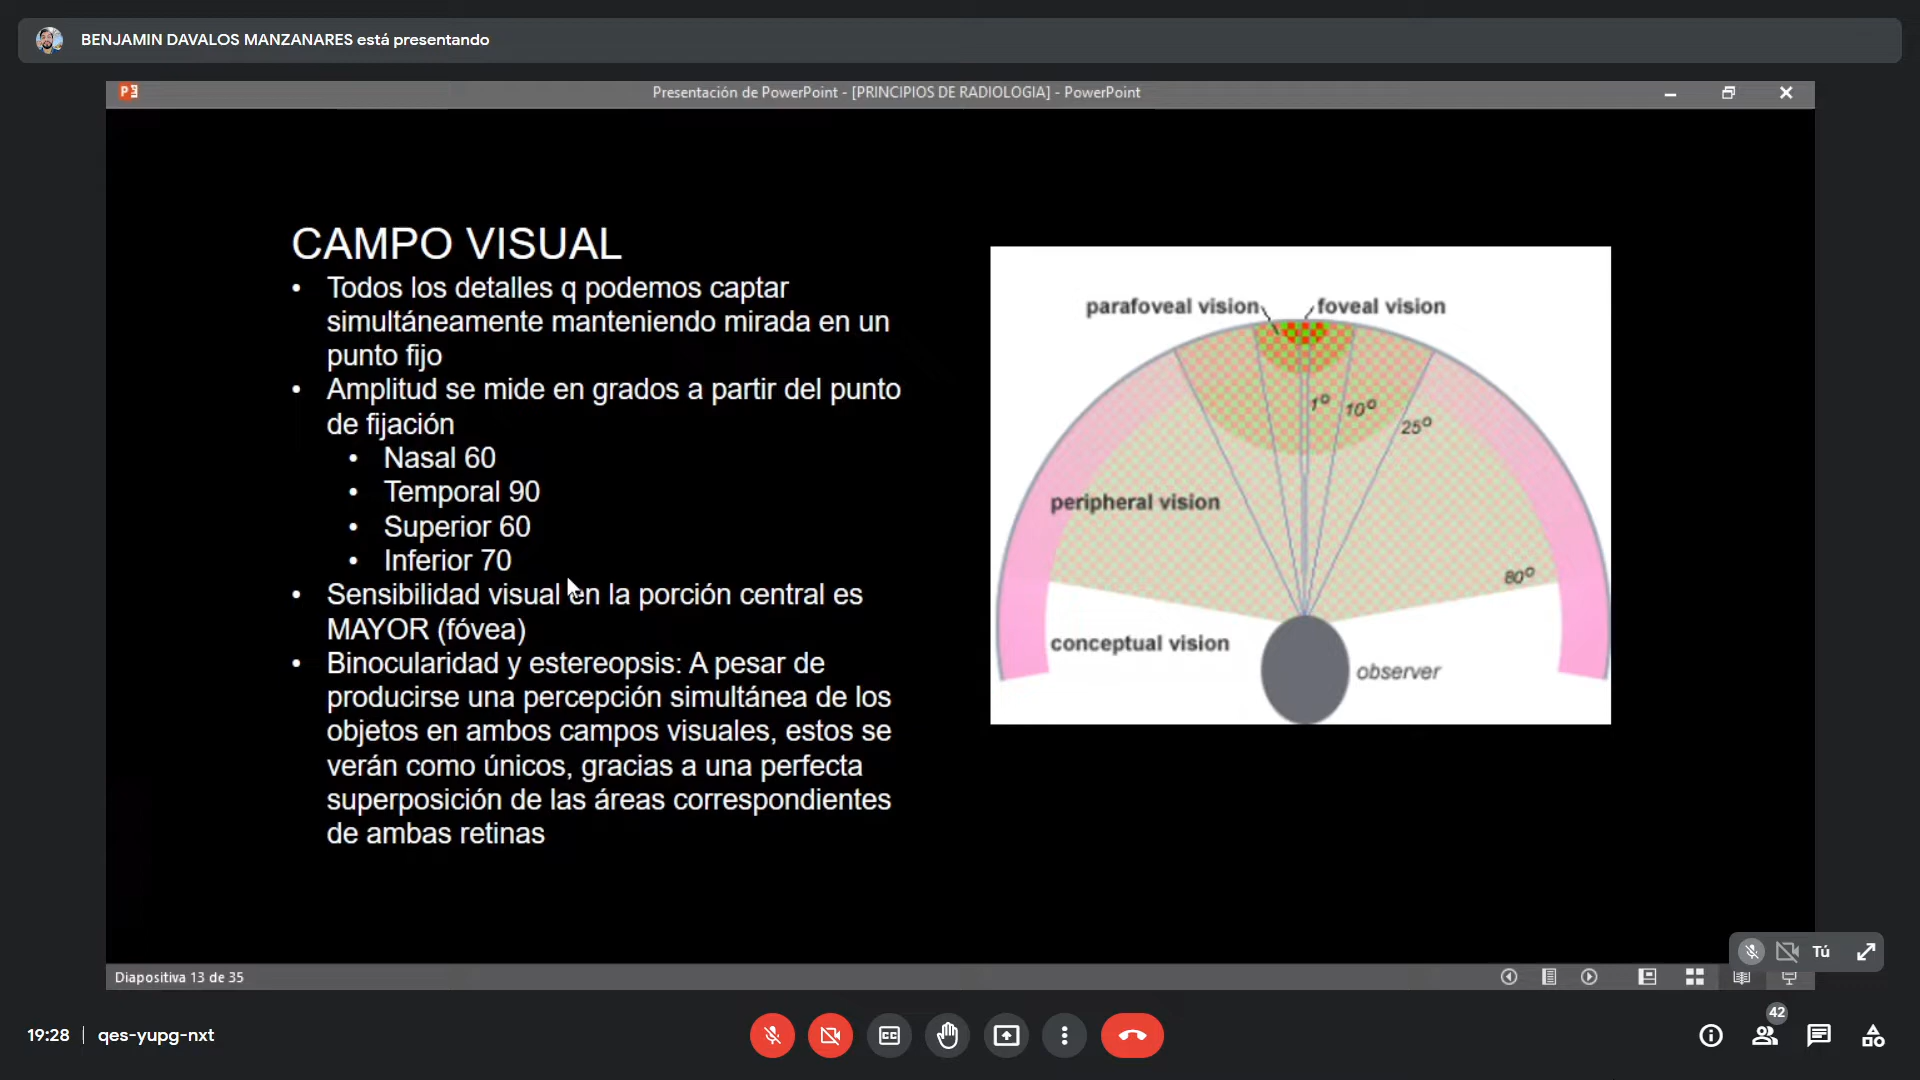 BENJAMIN DAVALOS MANZANARES está presentando
Presentación de PowerPoint - [PRINCIPIOS DE RADIOLOGIA] - PowerPoint
CAMPO VISUAL
• Todos los detalles q podemos captar
simultáneamente manteniendo mirada en un
punto fijo
• Amplitud se mide en grados a partir del punto
de fijación
• Nasal 60
• Temporal 90
• Superior 60
• Inferior 70
• Sensibilidad visual en la porción central es
MAYOR (fóvea)
• Binocularidad y estereopsis: A pesar de
producirse una percepción simultánea de los
objetos en ambos campos visuales, estos se
verán como únicos, gracias a una perfecta
superposición de las áreas correspondientes
de ambas retinas
parafoveal vision
foveal vision
1º
10º
25º
peripheral vision
80º
conceptual vision
observer
Tú
Diapositiva 13 de 35
19:28 | qes-yupg-nxt
CC
42